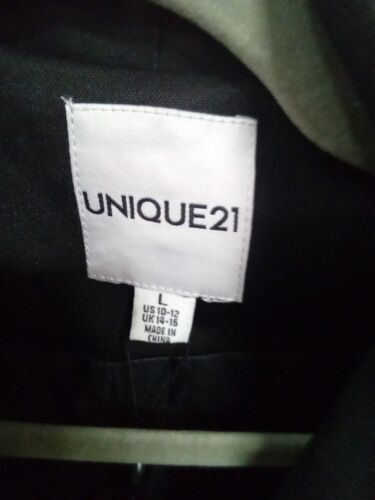 UNIQUE21
L
US 10-12
UK 14-16
MADE IN
CHINA